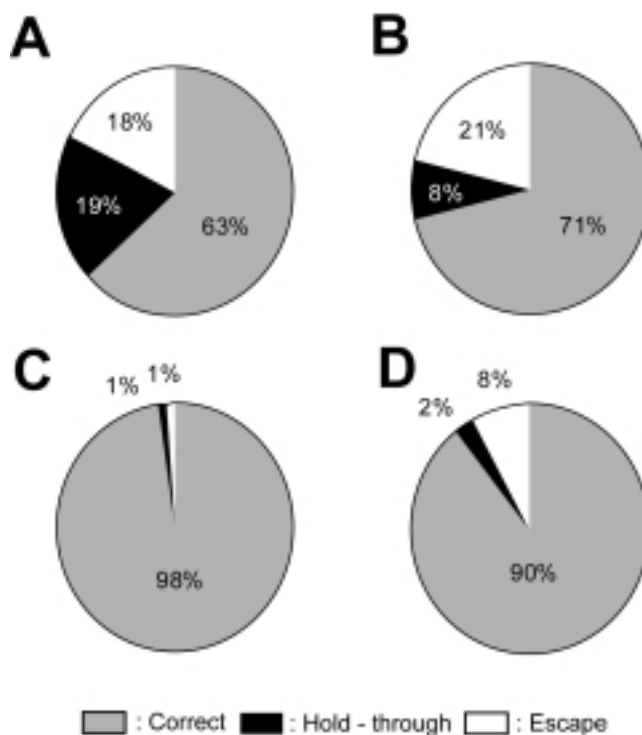 A
B
18%
21%
19%
8%
63%
71%
C
D
1%
1%
8%
2%
98%
90%
: Correct : Hold - through : Escape